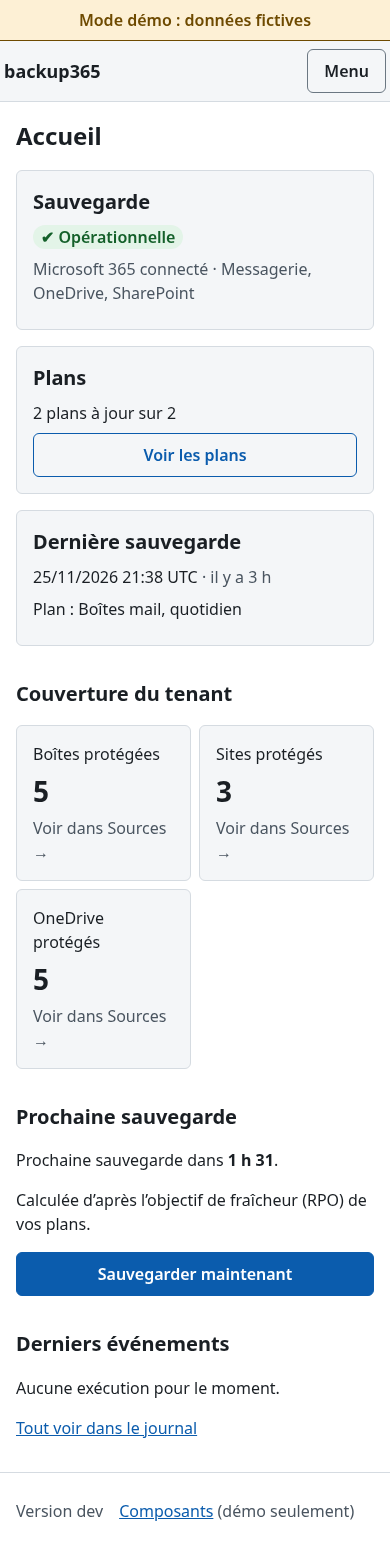 Mode démo : données fictives
backup365
Menu
Accueil
Sauvegarde
✔ Opérationnelle
Microsoft 365 connecté · Messagerie,
OneDrive, SharePoint
Plans
2 plans à jour sur 2
Voir les plans
Dernière sauvegarde
25/11/2026 21:38 UTC · il y a 3 h
Plan : Boîtes mail, quotidien
Couverture du tenant
Boîtes protégées
5
Voir dans Sources
→
Sites protégés
3
Voir dans Sources
→
OneDrive
protégés
5
Voir dans Sources
→
Prochaine sauvegarde
Prochaine sauvegarde dans 1 h 31.
Calculée d’après l’objectif de fraîcheur (RPO) de
vos plans.
Sauvegarder maintenant
Derniers événements
Aucune exécution pour le moment.
Tout voir dans le journal
Version dev Composants (démo seulement)